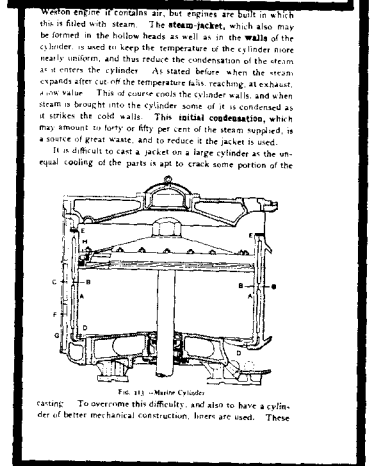 Weston engine it contains air, but engines are built in which
this is filled with steam. The steam-jacket, which also may
be formed in the hollow heads as well as in the walls of the
cylinder, is used to keep the temperature of the cylinder more
nearly uniform, and thus reduce the condensation of the steam
as it enters the cylinder As stated before when the steam
expands after cut-off the temperature falls, reaching, at exhaust,
a low value This of course cools the cylinder walls, and when
steam is brought into the cylinder some of it is condensed as
it strikes the cold walls. This initial condensation, which
may amount to forty or fifty per cent of the steam supplied, is
a source of great waste, and to reduce it the jacket is used.
It is difficult to cast a jacket on a large cylinder as the un-
equal cooling of the parts is apt to crack some portion of the
E
E
H
C
B
B
B
A
A
F
D
G
D
Fig. 213 —Marine Cylinder
casting To overcome this difficulty, and also to have a cylin-
der of better mechanical construction, liners are used. These